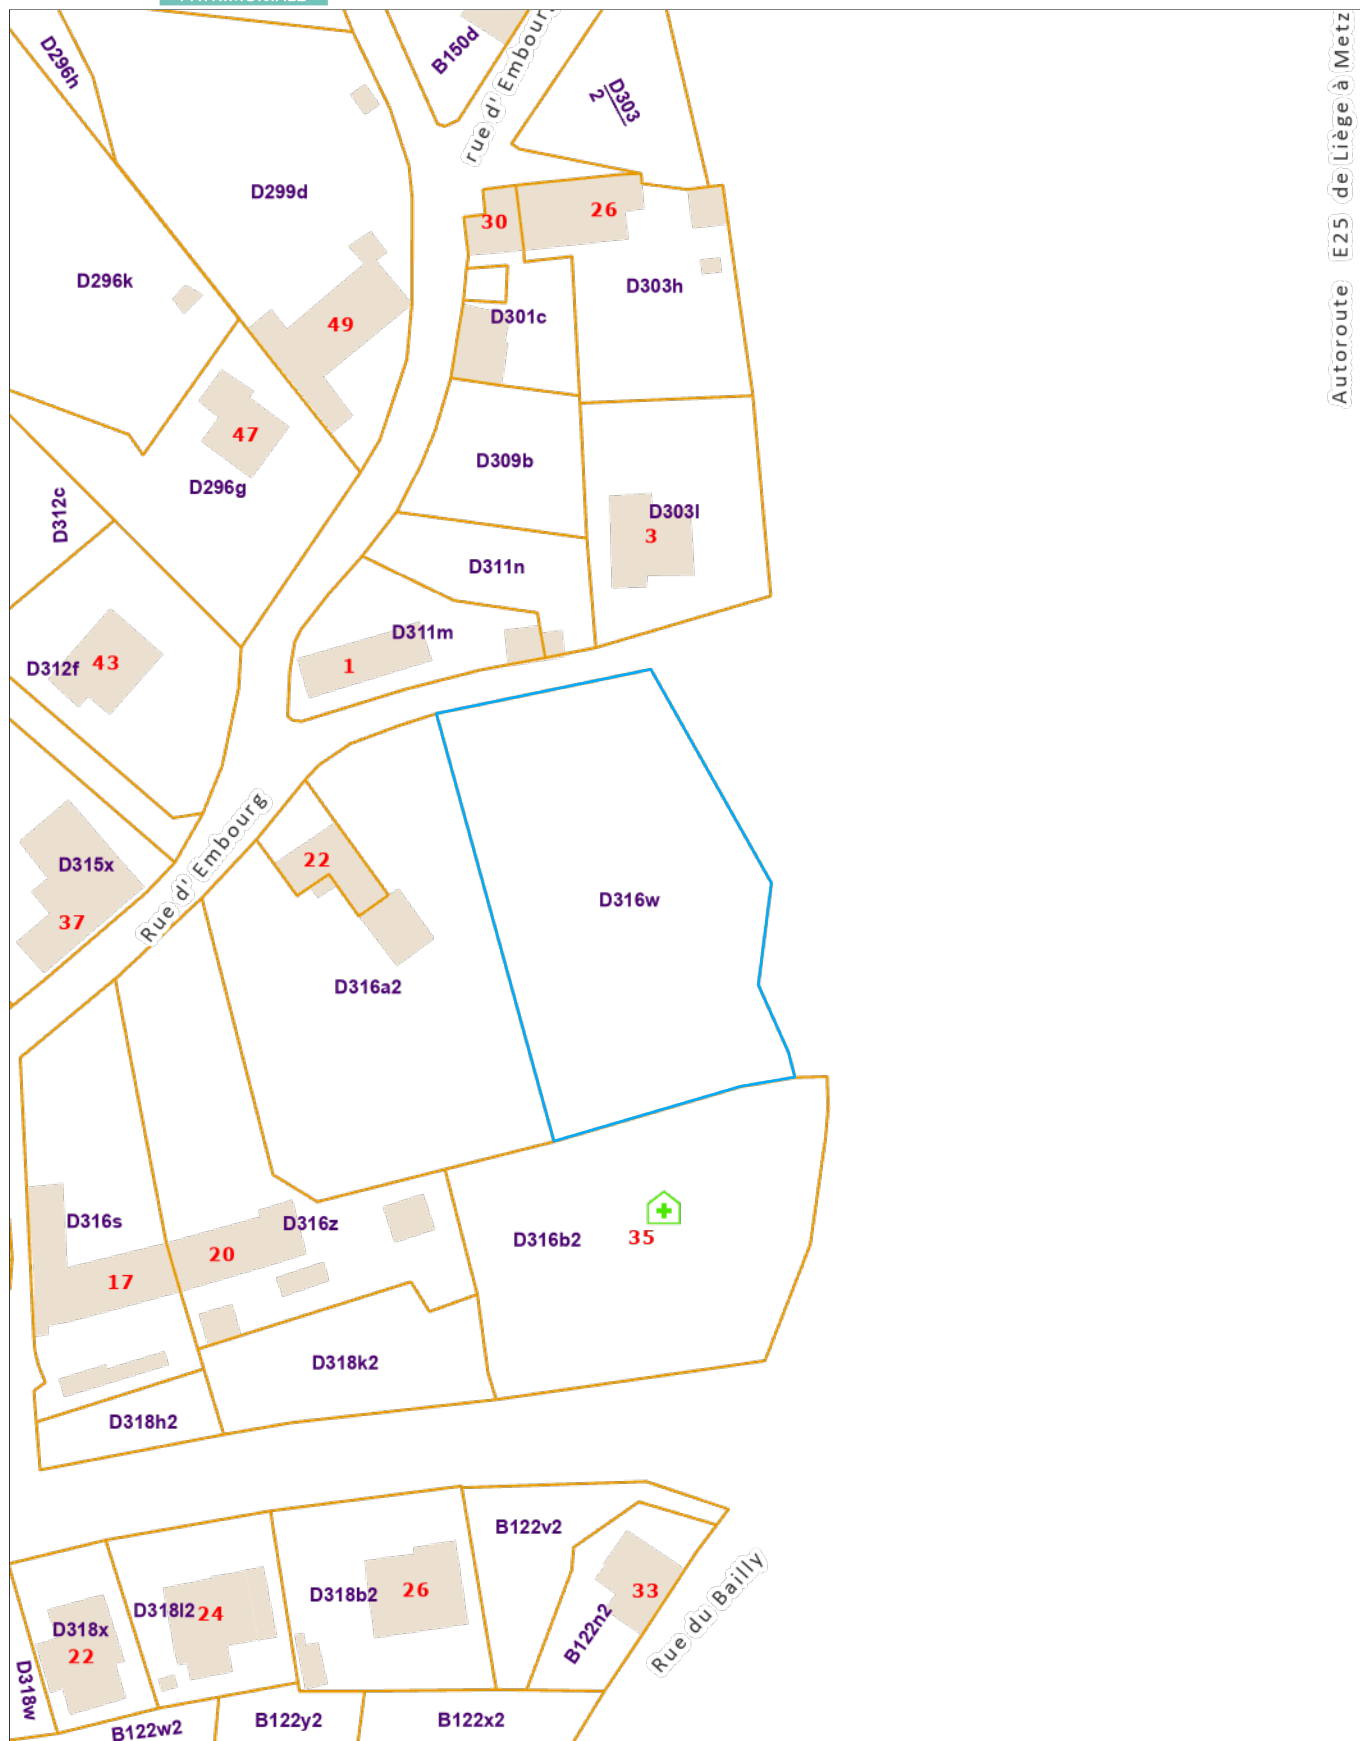 D296h
B150d
rue d' Embourg
D303
2
Autoroute E25 de Liège à Metz
D299d
30
26
D296k
D303h
D301c
49
47
D309b
D296g
D312c
D303l
3
D311n
D311m
D312f
43
1
Rue d' Embourg
22
D315x
37
D316w
D316a2
D316s
D316z
20
17
D316b2
35
D318k2
D318h2
B122v2
D318b2
26
33
D318l2
24
B122n2
Rue du Bailly
D318x
22
D318w
B122w2
B122y2
B122x2